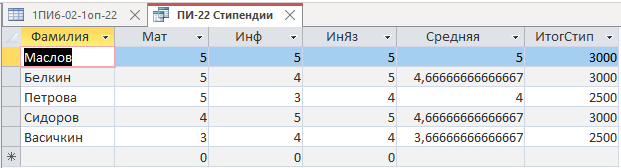 1ПИб-02-1оп-22 ПИ-22 Стипендии
Фамилия Мат Инф ИнЯз Средняя ИтогСтип
Маслов 5 5 5 5 3000
Белкин 5 4 5 4,66666666666667 3000
Петрова 5 3 4 4 2500
Сидоров 4 5 5 4,66666666666667 3000
Васичкин 3 4 4 3,66666666666667 2500
* 0 0 0